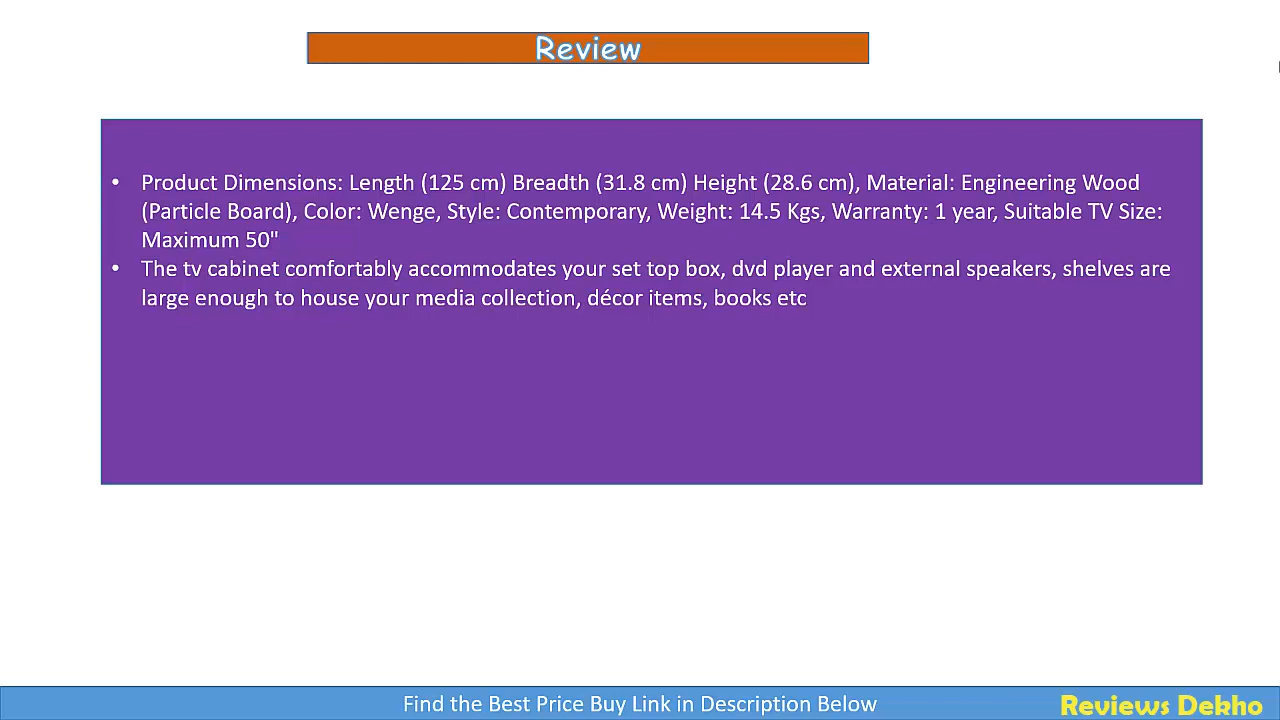 Review
• Product Dimensions: Length (125 cm) Breadth (31.8 cm) Height (28.6 cm), Material: Engineering Wood
(Particle Board), Color: Wenge, Style: Contemporary, Weight: 14.5 Kgs, Warranty: 1 year, Suitable TV Size:
Maximum 50"
• The tv cabinet comfortably accommodates your set top box, dvd player and external speakers, shelves are
large enough to house your media collection, décor items, books etc
Find the Best Price Buy Link in Description Below
Reviews Dekho